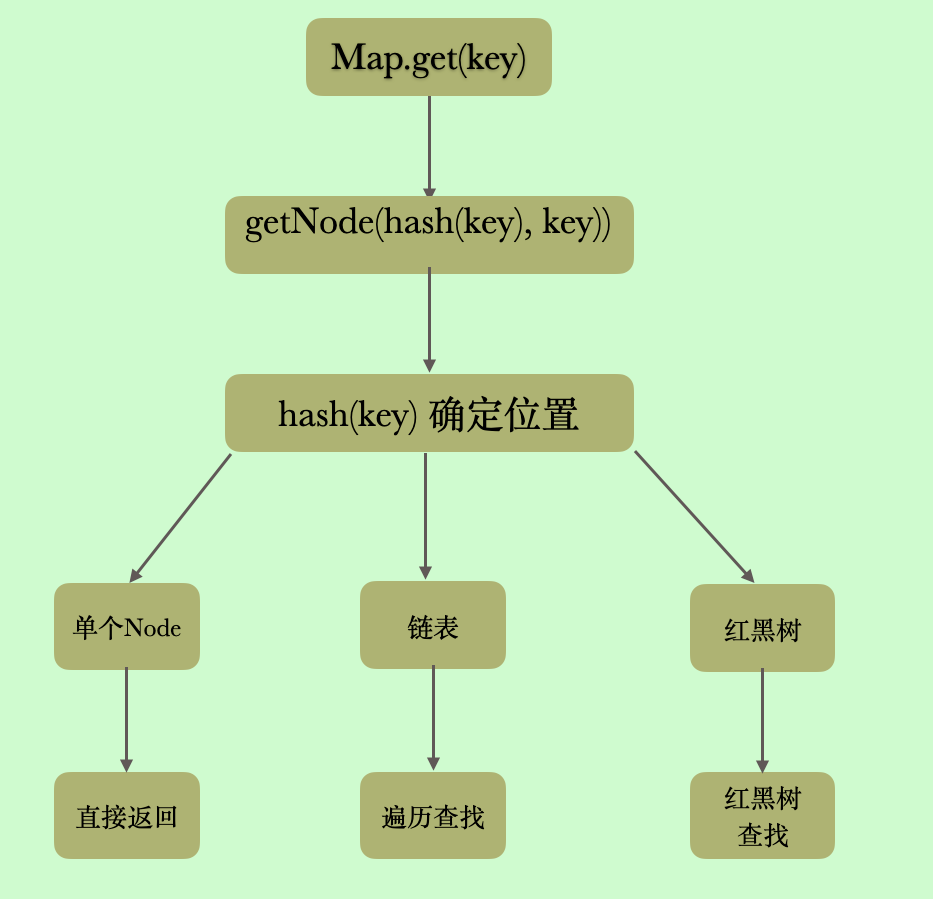 Map.get(key)
getNode(hash(key), key))
hash(key) 确定位置
单个Node
链表
红黑树
直接返回
遍历查找
红黑树
查找